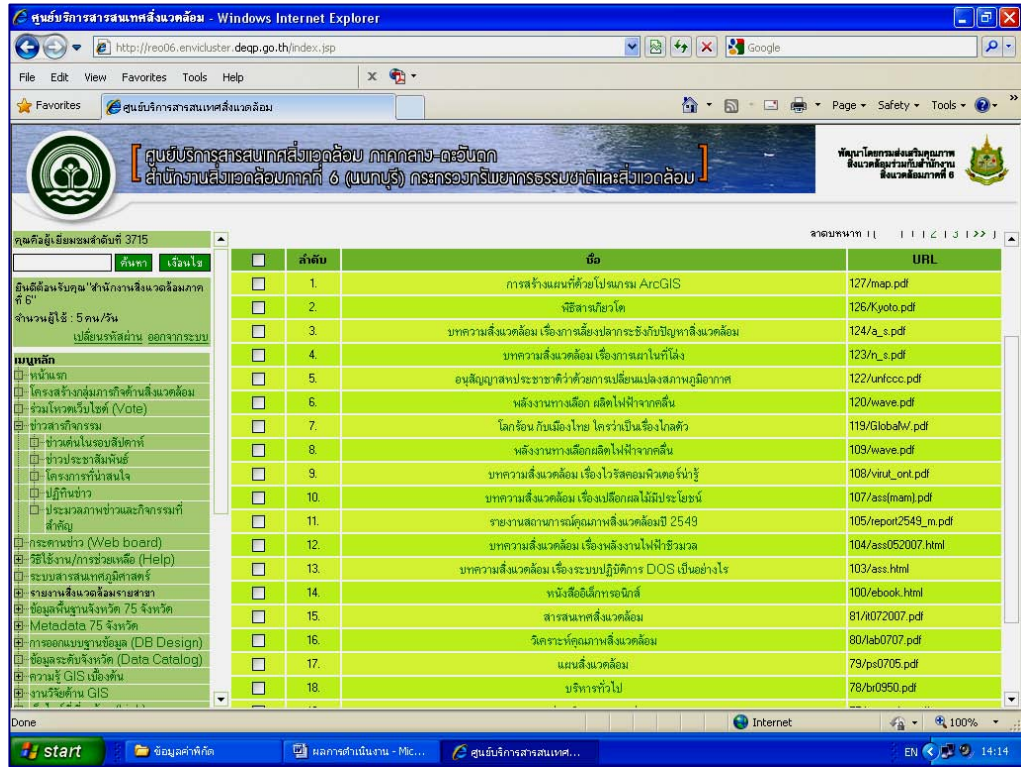 ศูนย์บริการสารสนเทศสิ่งแวดล้อม - Windows Internet Explorer
http://reo06.envicluster.deqp.go.th/index.jsp
Google
File Edit View Favorites Tools Help
Favorites
ศูนย์บริการสารสนเทศสิ่งแวดล้อม
Page Safety Tools
ศูนย์บริการสารสนเทศสิ่งแวดล้อม ภาคกลาง-ตะวันตก
สำนักงานสิ่งแวดล้อมภาคที่ 6 (นนทบุรี) กระทรวงทรัพยากรธรรมชาติและสิ่งแวดล้อม
พัฒนาโดยกรมส่งเสริมคุณภาพ
สิ่งแวดล้อมร่วมกับสำนักงาน
สิ่งแวดล้อมภาคที่ 6
คุณคือผู้เยี่ยมชมลำดับที่ 3715
ค้นหา เงื่อนไข
ยินดีต้อนรับคุณ"สำนักงานสิ่งแวดล้อมภาค
ที่ 6"
จำนวนผู้ใช้ : 5 คน/วัน
เปลี่ยนรหัสผ่าน ออกจากระบบ
เมนูหลัก
หน้าแรก
โครงสร้างกลุ่มภารกิจด้านสิ่งแวดล้อม
ร่วมโหวตเว็บไซต์ (Vote)
ข่าวสารกิจกรรม
ข่าวเด่นในรอบสัปดาห์
ข่าวประชาสัมพันธ์
โครงการที่น่าสนใจ
ปฏิทินข่าว
ประมวลภาพข่าวและกิจกรรมที่
สำคัญ
กระดานข่าว (Web board)
วิธีใช้งาน/การช่วยเหลือ (Help)
ระบบสารสนเทศภูมิศาสตร์
รายงานสิ่งแวดล้อมรายสาขา
ข้อมูลพื้นฐานจังหวัด 75 จังหวัด
Metadata 75 จังหวัด
การออกแบบฐานข้อมูล (DB Design)
ข้อมูลระดับจังหวัด (Data Catalog)
ความรู้ GIS เบื้องต้น
งานวิจัยด้าน GIS
ลำดับ ชื่อ URL
1. การสร้างแผนที่ด้วยโปรแกรม ArcGIS 127/map.pdf
2. พิธีสารเกียวโต 126/Kyoto.pdf
3. บทความสิ่งแวดล้อม เรื่องการเลี้ยงปลากระชังกับปัญหาสิ่งแวดล้อม 124/a_s.pdf
4. บทความสิ่งแวดล้อม เรื่องการเผาในที่โล่ง 123/n_s.pdf
5. อนุสัญญาสหประชาชาติว่าด้วยการเปลี่ยนแปลงสภาพภูมิอากาศ 122/unfccc.pdf
6. พลังงานทางเลือก ผลิตไฟฟ้าจากคลื่น 120/wave.pdf
7. โลกร้อน กับเมืองไทย ใครว่าเป็นเรื่องไกลตัว 119/GlobalW.pdf
8. พลังงานทางเลือกผลิตไฟฟ้าจากคลื่น 109/wave.pdf
9. บทความสิ่งแวดล้อม เรื่องไวรัสคอมพิวเตอร์น่ารู้ 108/virut_ont.pdf
10. บทความสิ่งแวดล้อม เรื่องเปลือกผลไม้มีประโยชน์ 107/ass(mam).pdf
11. รายงานสถานการณ์คุณภาพสิ่งแวดล้อมปี 2549 105/report2549_m.pdf
12. บทความสิ่งแวดล้อม เรื่องพลังงานไฟฟ้าชีวมวล 104/ass052007.html
13. บทความสิ่งแวดล้อม เรื่องระบบปฏิบัติการ DOS เป็นอย่างไร 103/ass.html
14. หนังสืออิเล็กทรอนิกส์ 100/ebook.html
15. สารสนเทศสิ่งแวดล้อม 81/it072007.pdf
16. วิเคราะห์คุณภาพสิ่งแวดล้อม 80/lab0707.pdf
17. แผนสิ่งแวดล้อม 79/ps0705.pdf
18. บริหารทั่วไป 78/br0950.pdf
Done
Internet
100%
start
ข้อมูลค่าพิกัด
ผลการดำเนินงาน - Mic...
ศูนย์บริการสารสนเทศ...
EN 14:14